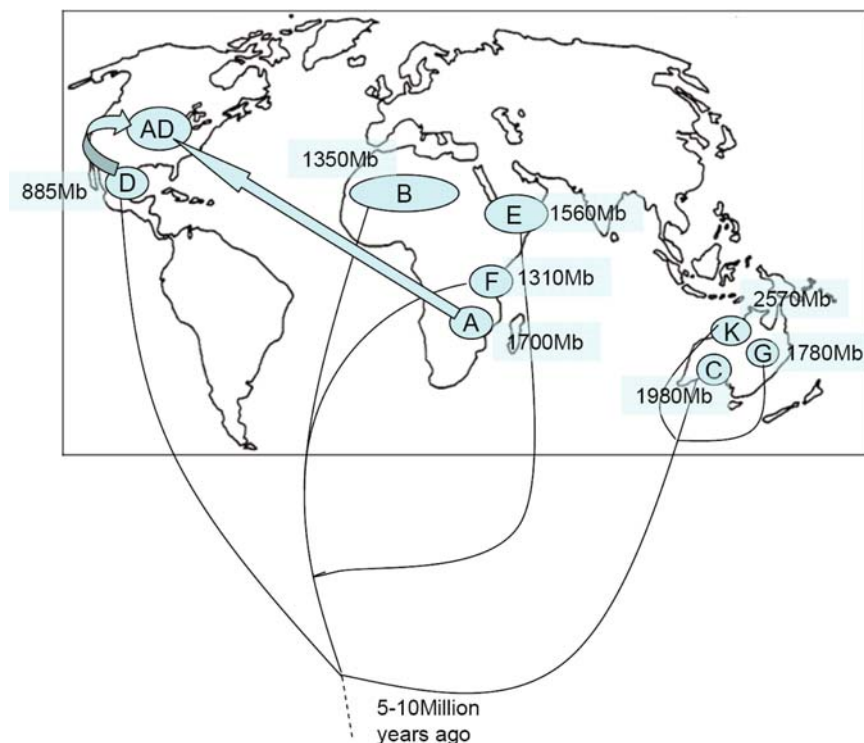 AD
1350Mb
D
885Mb
B
E
1560Mb
F
1310Mb
2570Mb
A
K
1700Mb
G
1780Mb
C
1980Mb
5-10Million
years ago